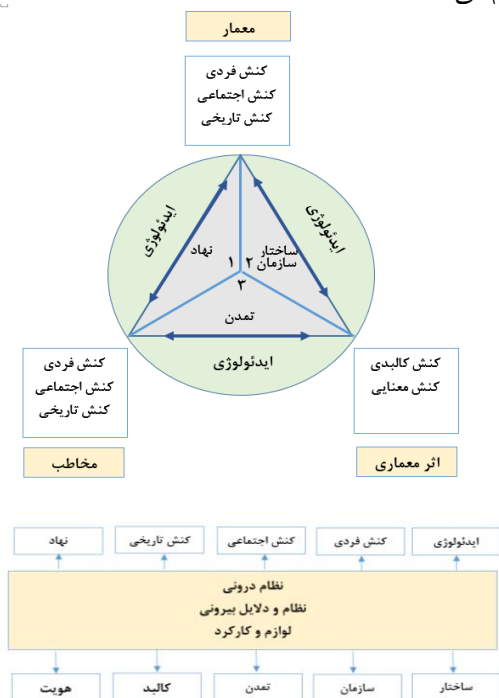 معمار
کنش فردی
کنش اجتماعی
کنش تاریخی
ایدئولوژی
ایدئولوژی
نهاد
ساختار
سازمان
۱
۲
۳
تمدن
ایدئولوژی
کنش کالبدی
کنش معنایی
اثر معماری
کنش فردی
کنش اجتماعی
کنش تاریخی
مخاطب
ایدئولوژی
کنش فردی
کنش اجتماعی
کنش تاریخی
نهاد
نظام درونی
نظام و دلایل بیرونی
لوازم و کارکرد
ساختار
سازمان
تمدن
کالبد
هویت